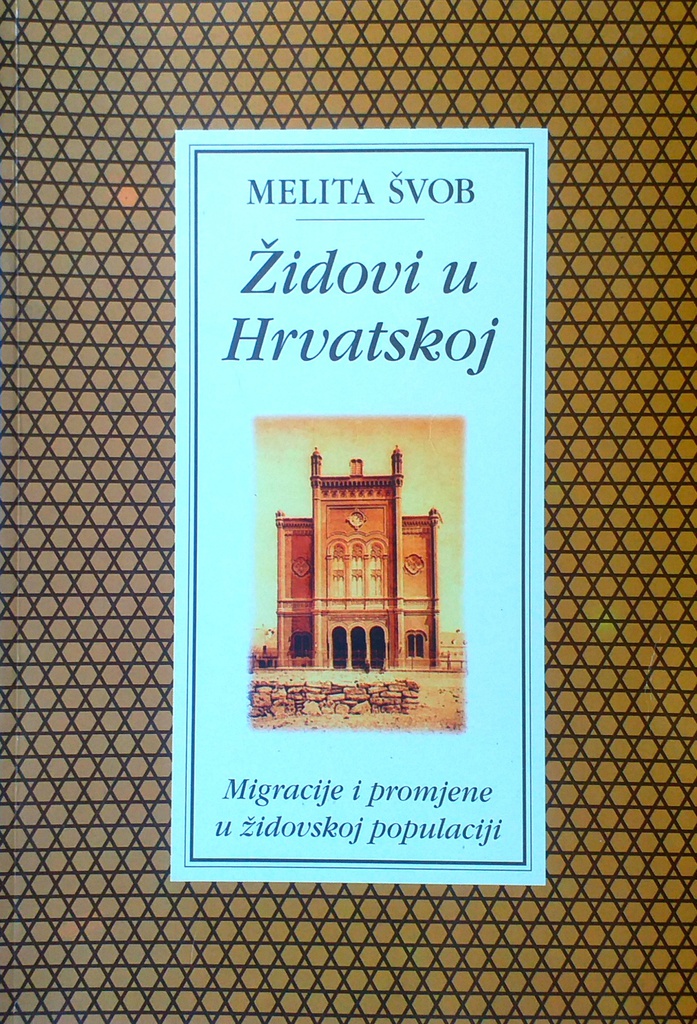 MELITA ŠVOB
Židovi u
Hrvatskoj
Migracije i promjene
u židovskoj populaciji